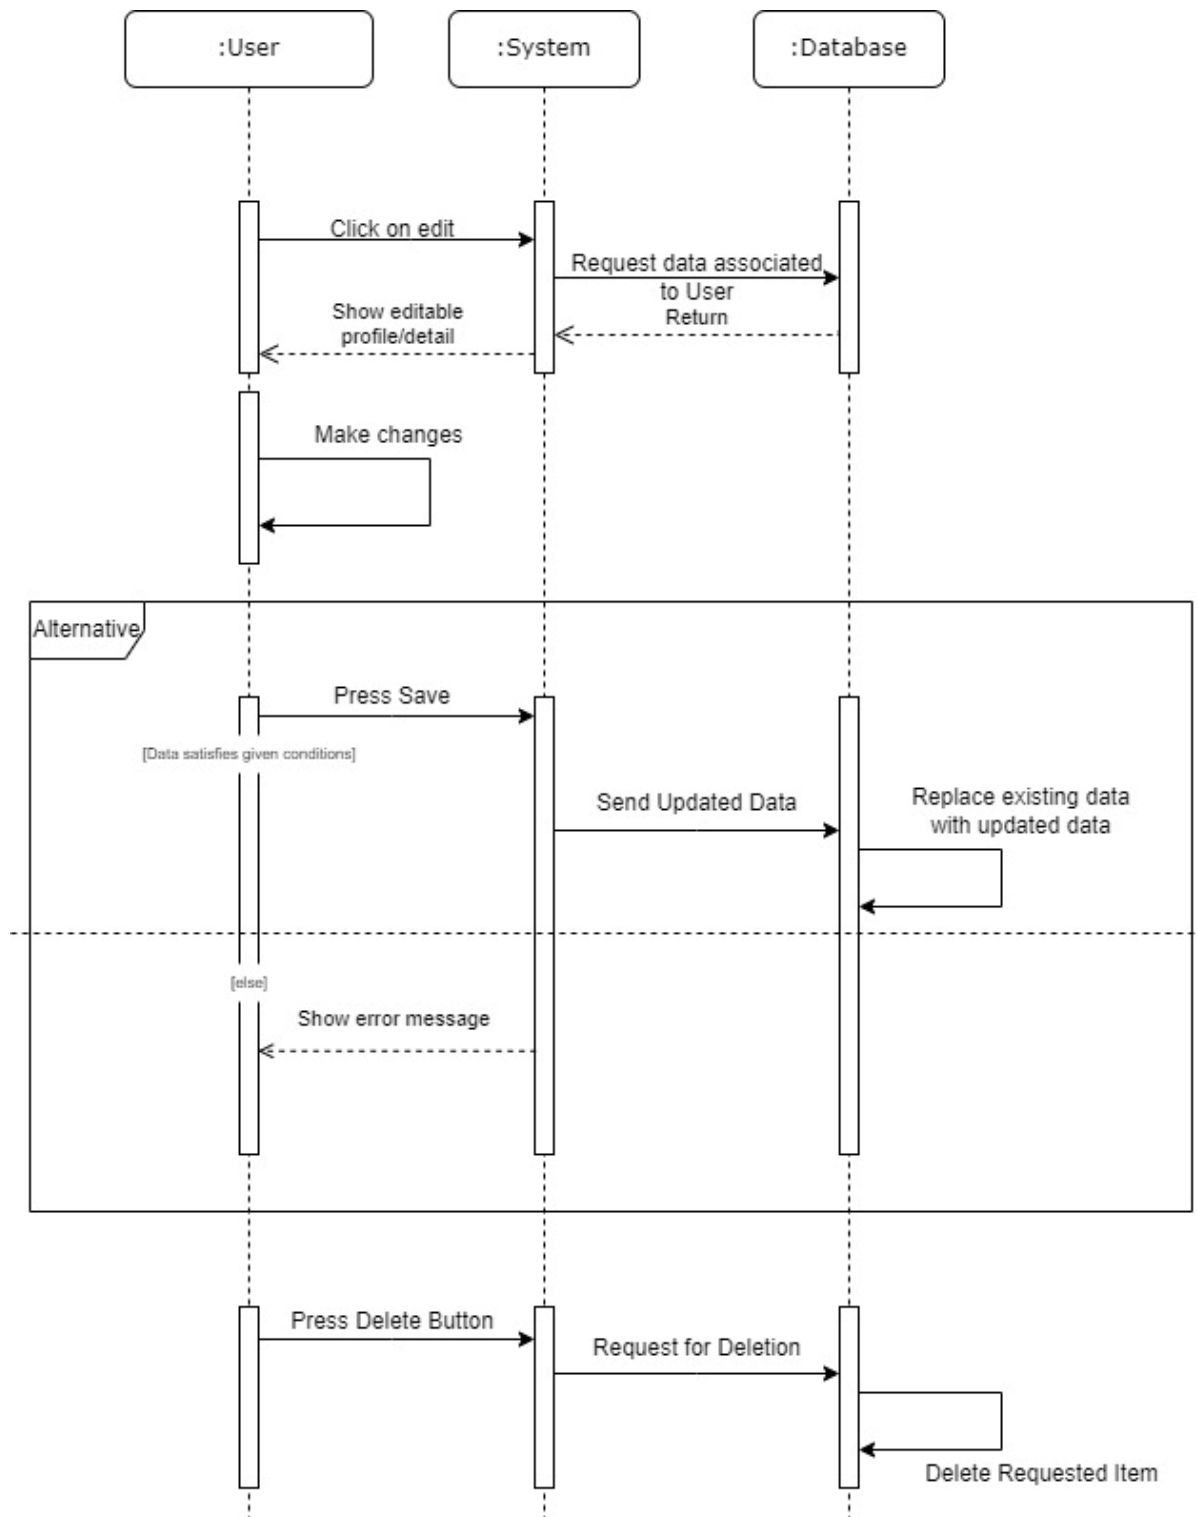 :User
:System
:Database
Click on edit
Request data associated
to User
Show editable
profile/detail
Return
Make changes
Alternative
Press Save
[Data satisfies given conditions]
Send Updated Data
Replace existing data
with updated data
[else]
Show error message
Press Delete Button
Request for Deletion
Delete Requested Item